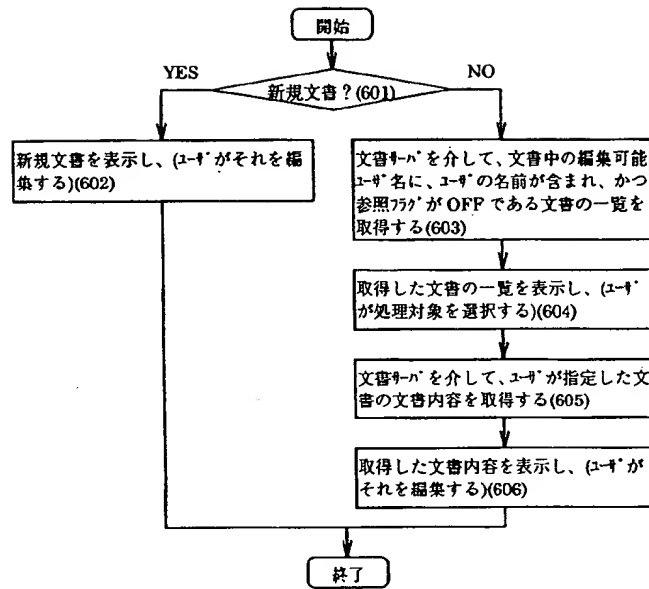 開始
YES
NO
新規文書?(601)
新規文書を表示し、(ユーザがそれを編
集する)(602)
文書サーバを介して、文書中の編集可能
ユーザ名に、ユーザの名前が含まれ、かつ
参照フラグがOFFである文書の一覧を
取得する(603)
取得した文書の一覧を表示し、(ユーザ
が処理対象を選択する)(604)
文書サーバを介して、ユーザが指定した文
書の文書内容を取得する(605)
取得した文書内容を表示し、(ユーザが
それを編集する)(606)
終了